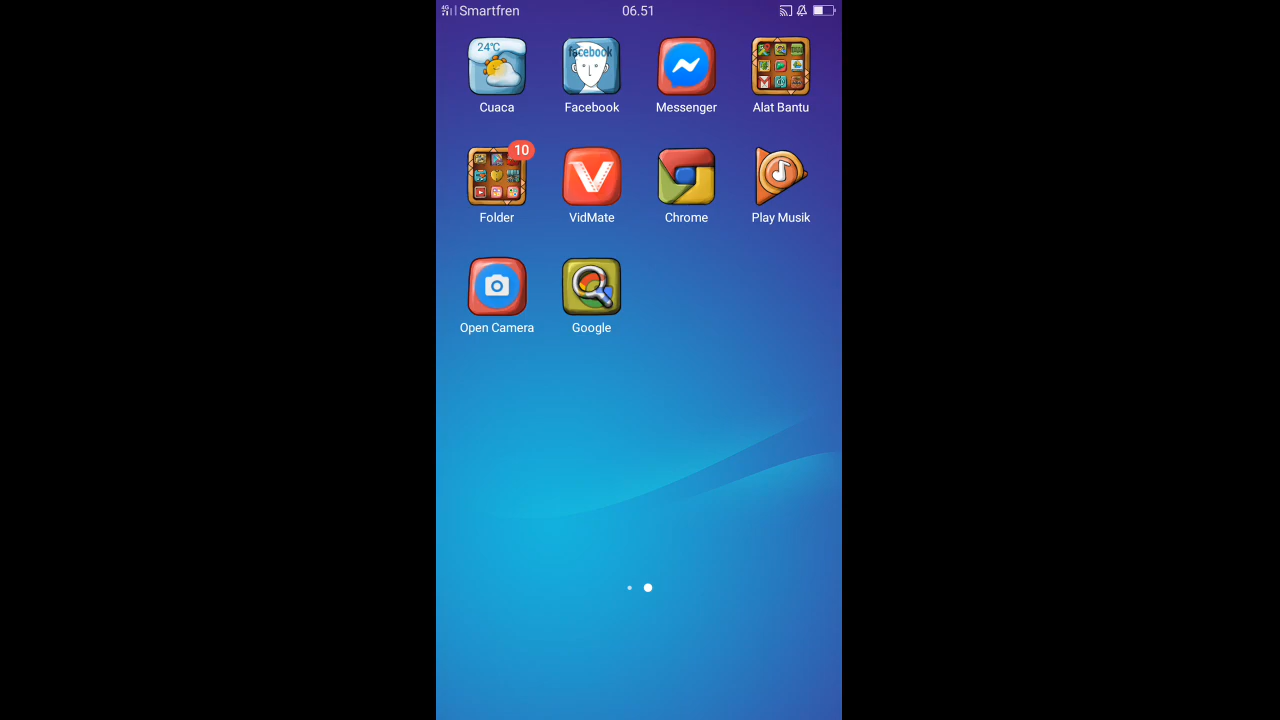 4G Smartfren 06.51
24°C facebook
Cuaca Facebook Messenger Alat Bantu
10
Folder VidMate Chrome Play Musik
Open Camera Google